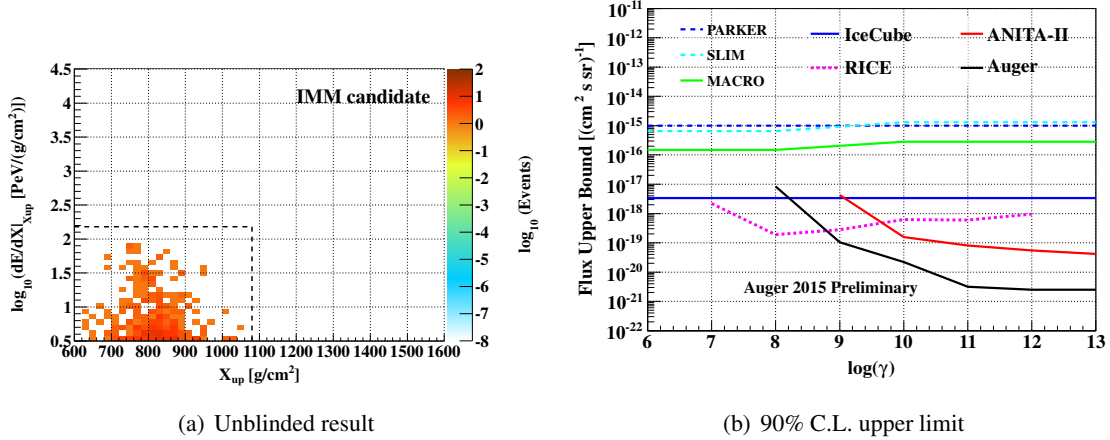 4.5
4
3.5
3
2.5
2
1.5
1
0.5
log10(dE/dX|Xup [PeV/(g/cm2)])
IMM candidate
600 700 800 900 1000 1100 1200 1300 1400 1500 1600
Xup [g/cm2]
2
1
0
-1
-2
-3
-4
-5
-6
-7
-8
log10(Events)
(a) Unblinded result
Flux Upper Bound [(cm2 s sr)-1]
10-11
10-12
10-13
10-14
10-15
10-16
10-17
10-18
10-19
10-20
10-21
10-22
PARKER
SLIM
MACRO
IceCube
RICE
ANITA-II
Auger
Auger 2015 Preliminary
6 7 8 9 10 11 12 13
log(γ)
(b) 90% C.L. upper limit